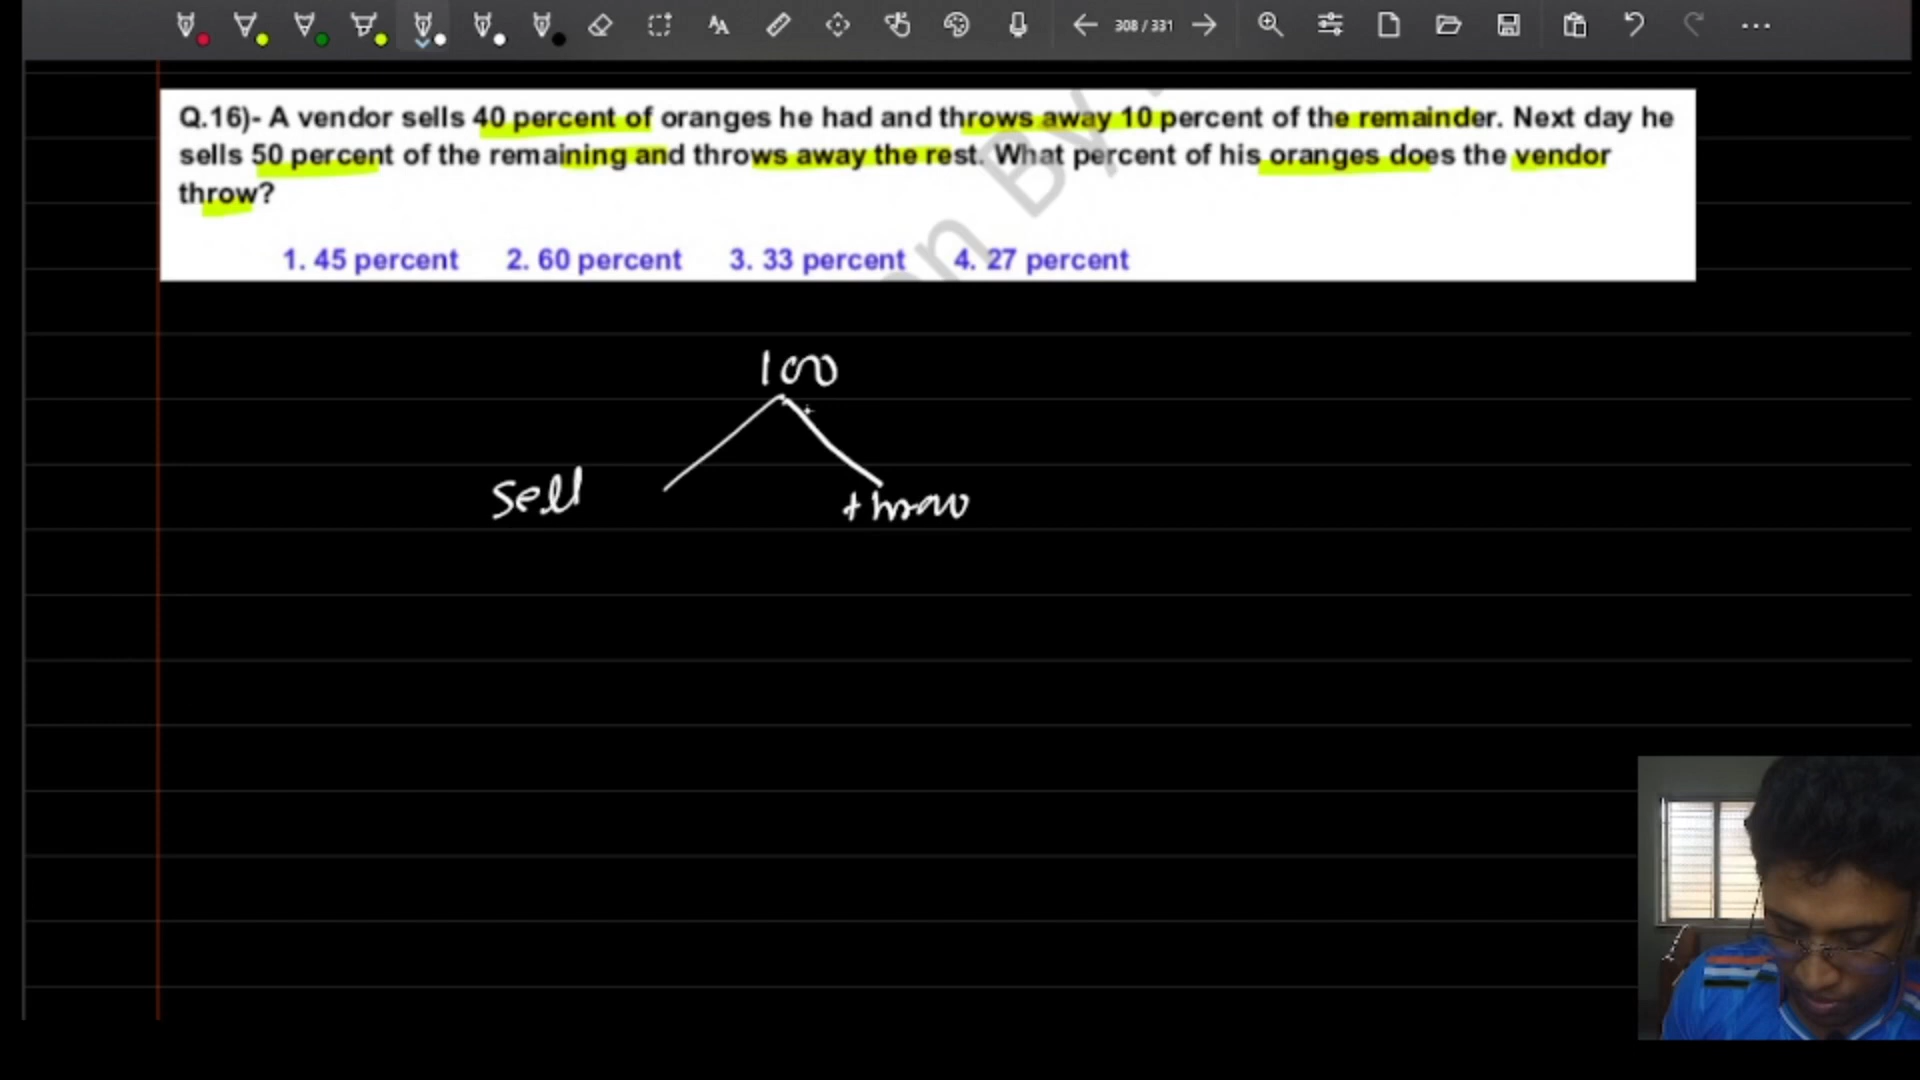 308 / 331
Q.16)- A vendor sells 40 percent of oranges he had and throws away 10 percent of the remainder. Next day he
sells 50 percent of the remaining and throws away the rest. What percent of his oranges does the vendor
throw?
1. 45 percent 2. 60 percent 3. 33 percent 4. 27 percent
100
Sell throw